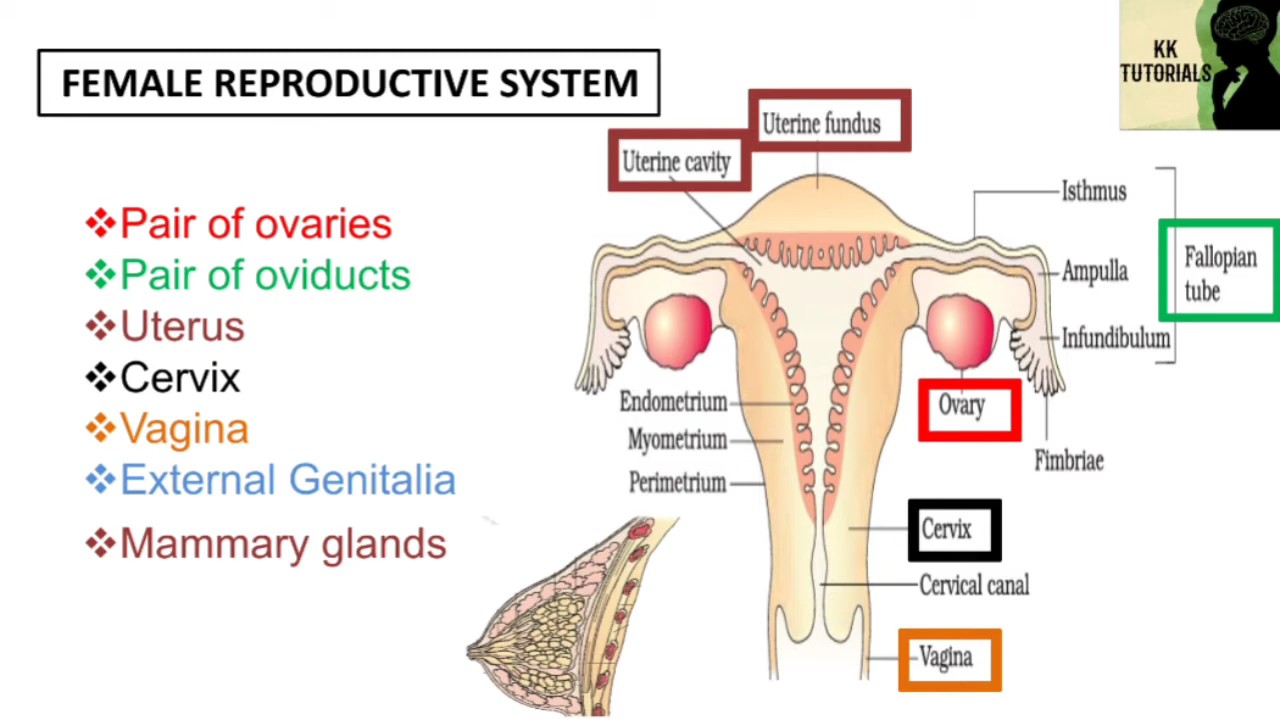 KK
TUTORIALS
FEMALE REPRODUCTIVE SYSTEM
❖Pair of ovaries
❖Pair of oviducts
❖Uterus
❖Cervix
❖Vagina
❖External Genitalia
❖Mammary glands
Uterine fundus
Uterine cavity
Isthmus
Ampulla
Fallopian
tube
Infundibulum
Endometrium
Ovary
Myometrium
Fimbriae
Perimetrium
Cervix
Cervical canal
Vagina